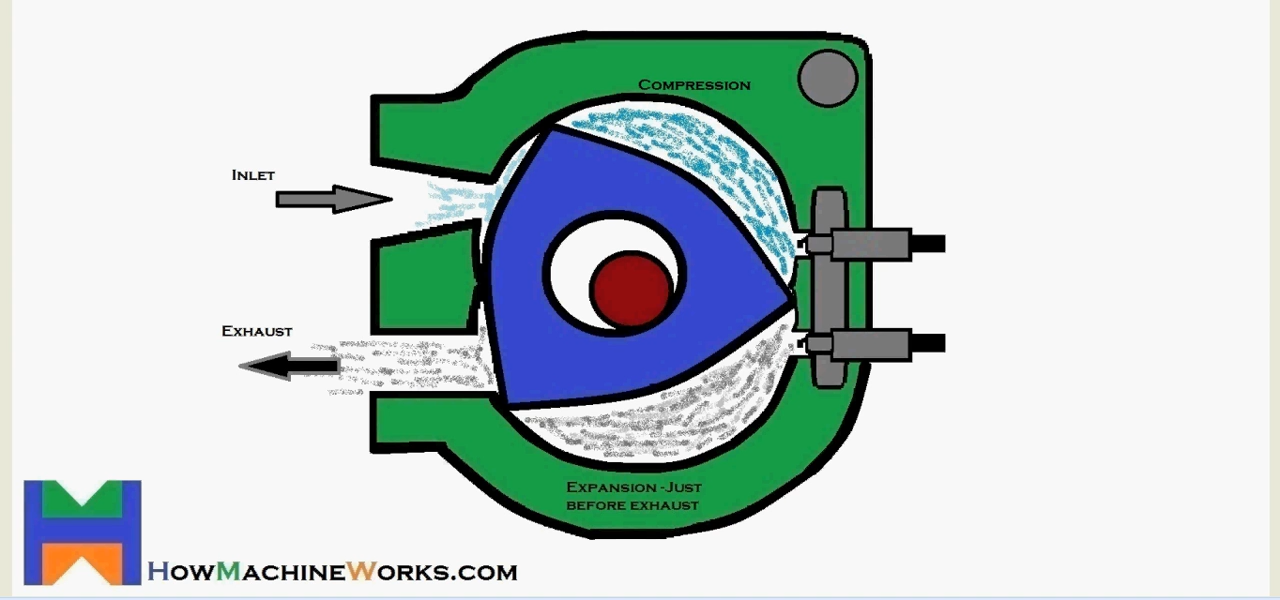 COMPRESSION
INLET
EXHAUST
EXPANSION -JUST
BEFORE EXHAUST
HOWMACHINEWORKS.COM